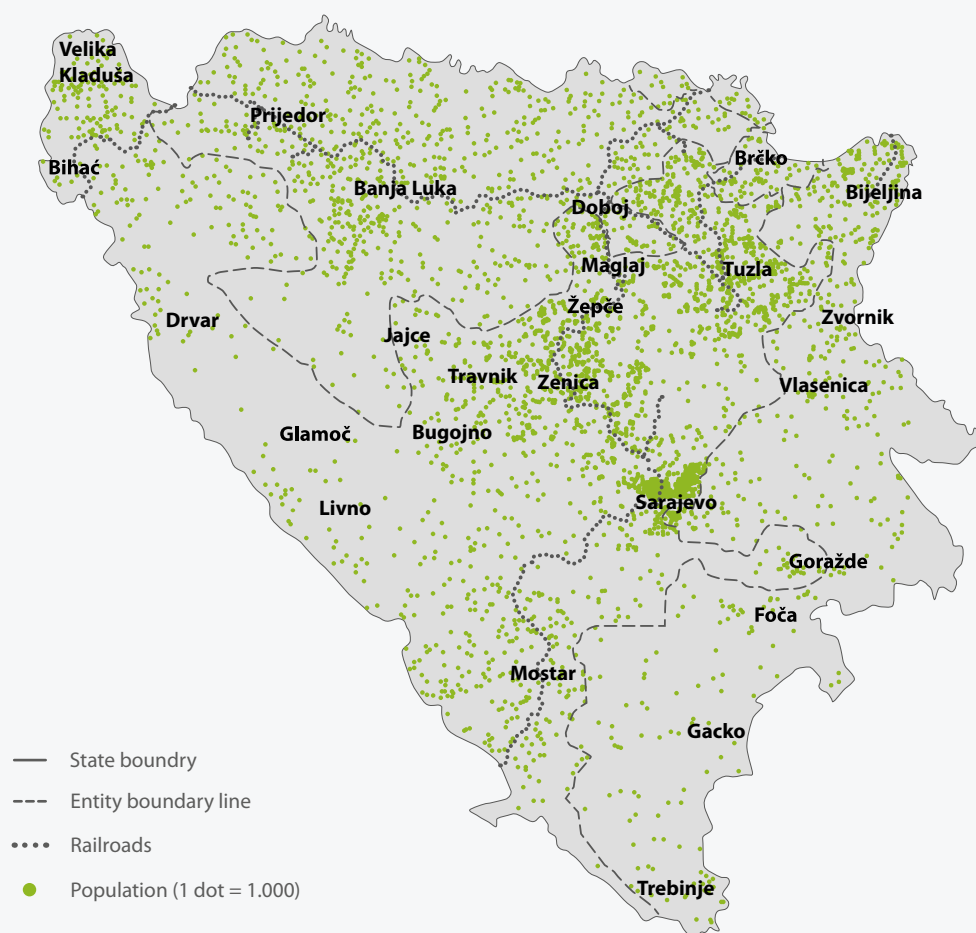 Velika
Kladuša
Prijedor
Bihać
Brčko
Banja Luka
Bijeljina
Doboj
Maglaj
Tuzla
Žepče
Drvar
Zvornik
Jajce
Travnik
Zenica
Vlasenica
Glamoč
Bugojno
Livno
Sarajevo
Goražde
Foča
Mostar
Gacko
State boundry
Entity boundary line
Railroads
Population (1 dot = 1.000)
Trebinje